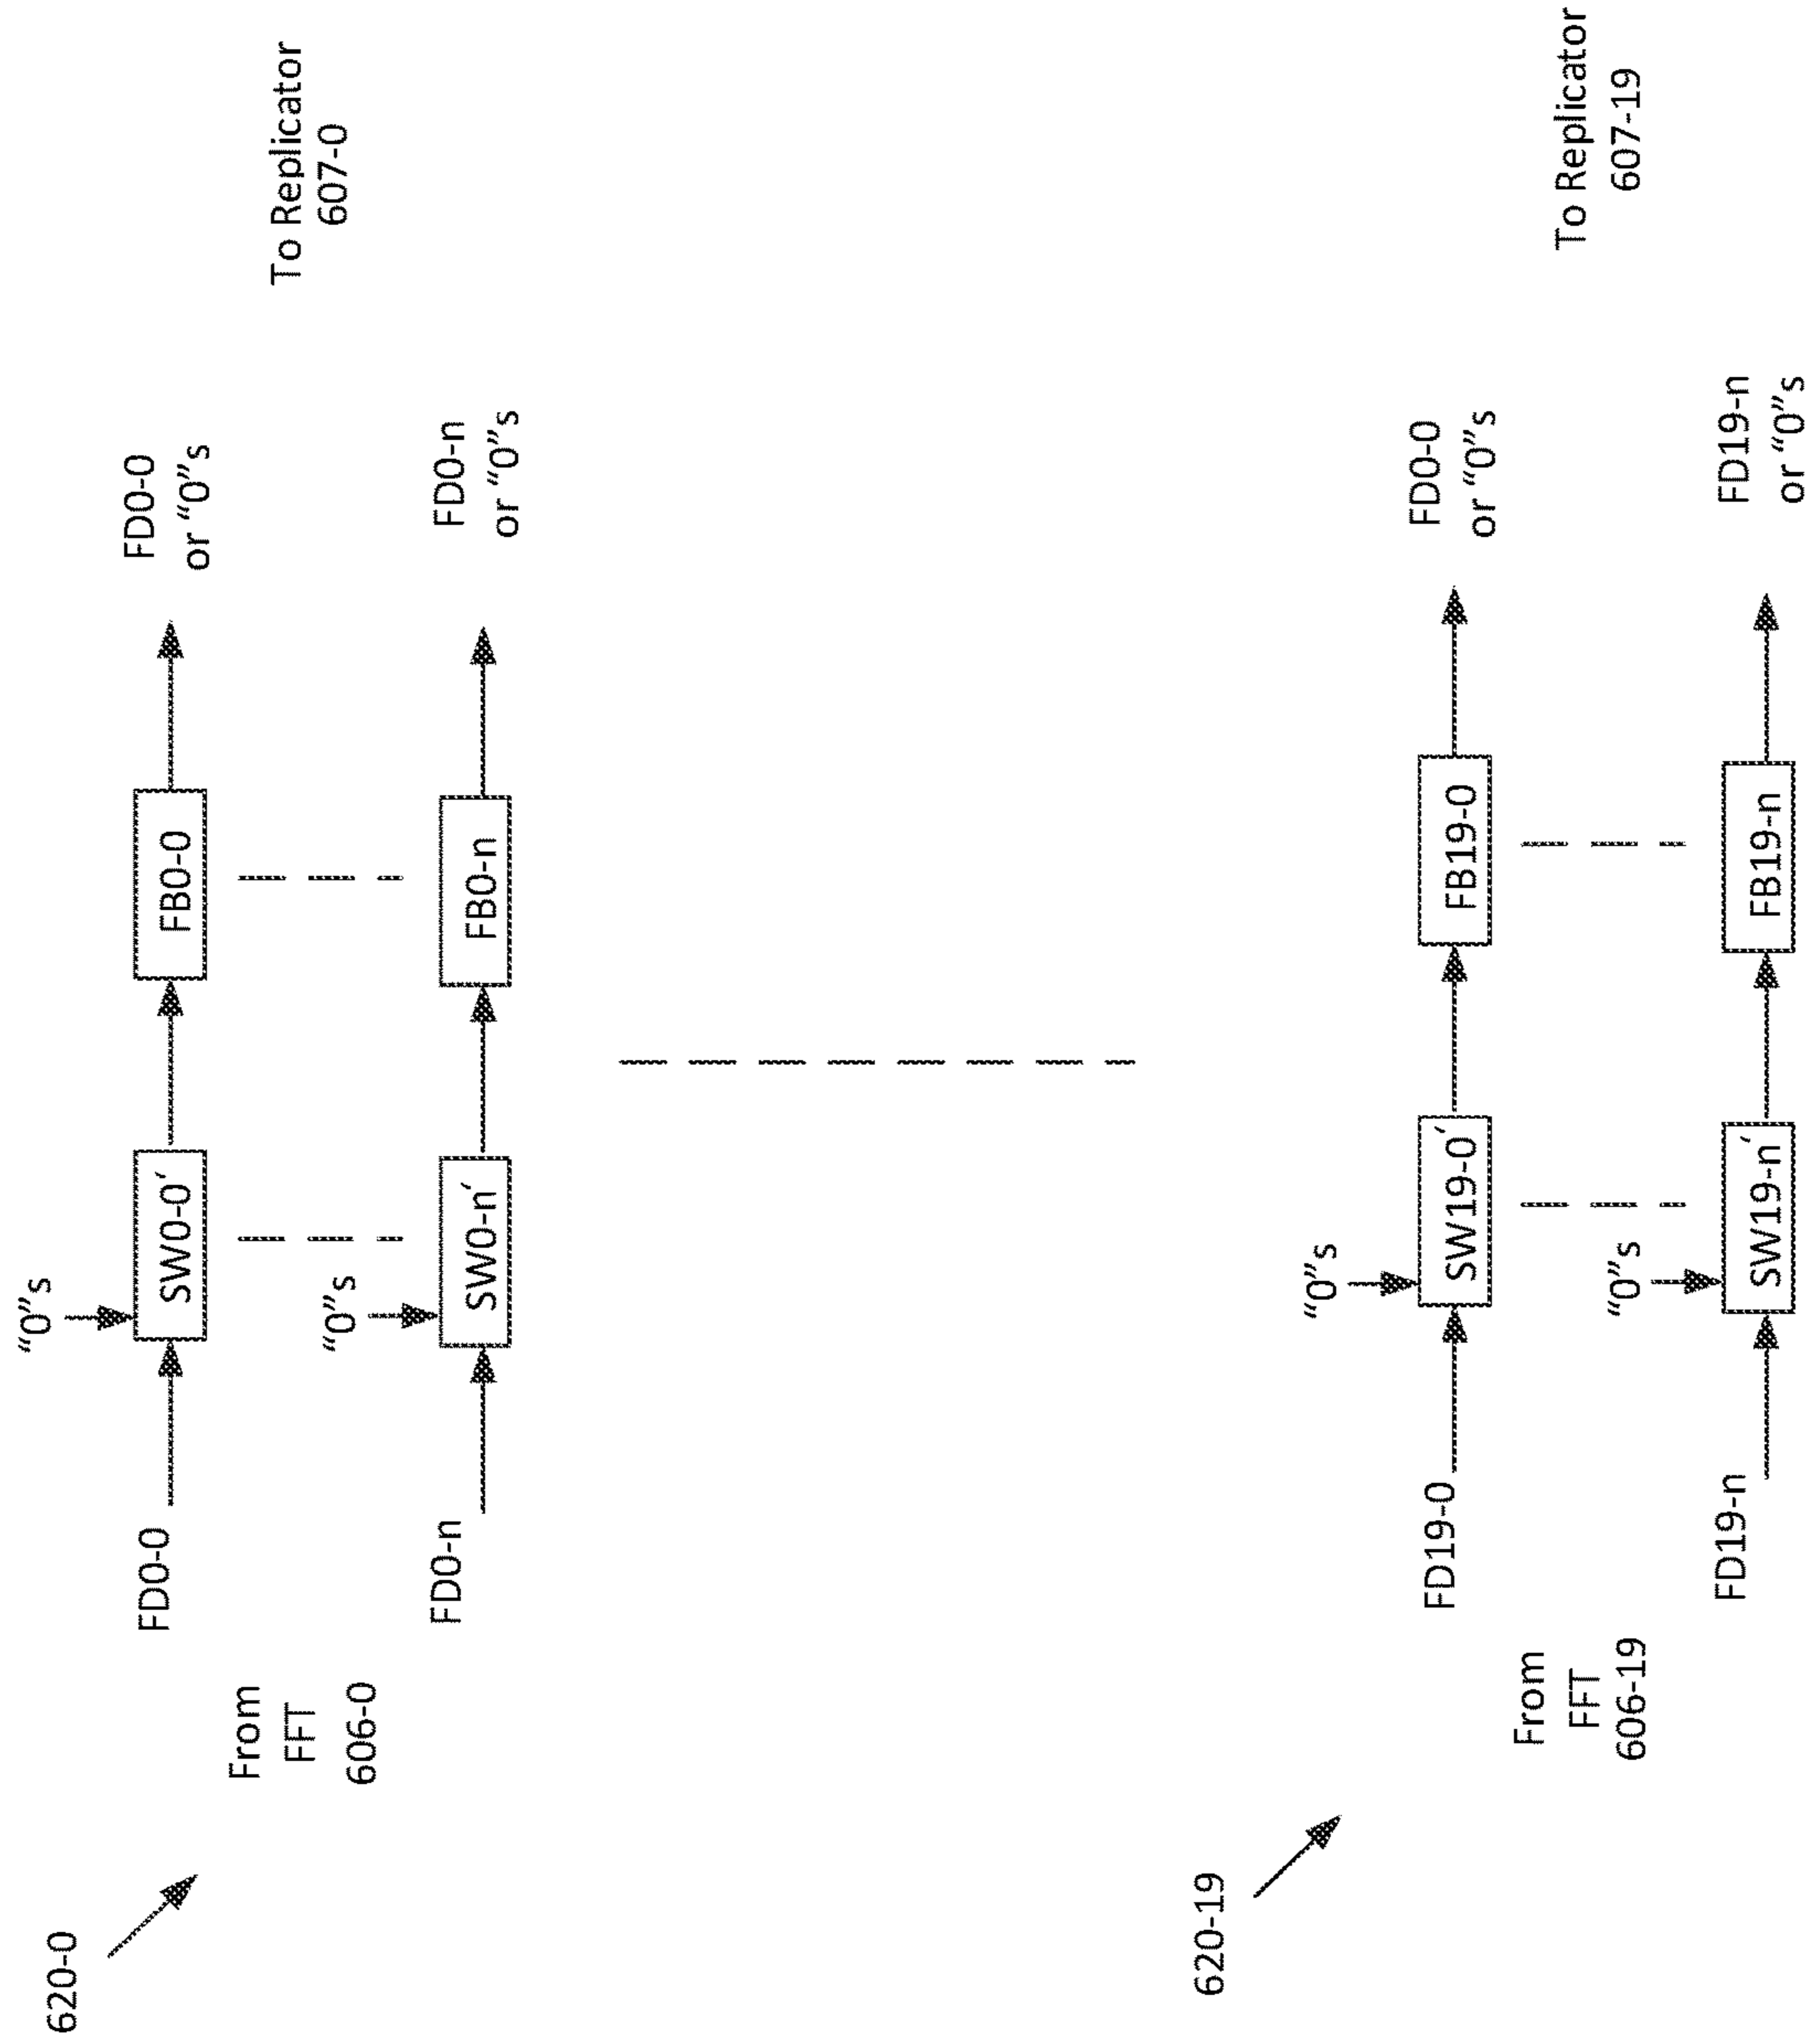 620-0
From
FFT
606-0
FD0-0
"0"s
SW0-0'
FB0-0
FD0-0
or "0"s
FD0-n
"0"s
SW0-n'
FB0-n
FD0-n
or "0"s
To Replicator
607-0
620-19
From
FFT
606-19
FD19-0
"0"s
SW19-0'
FB19-0
FD0-0
or "0"s
FD19-n
"0"s
SW19-n'
FB19-n
FD19-n
or "0"s
To Replicator
607-19